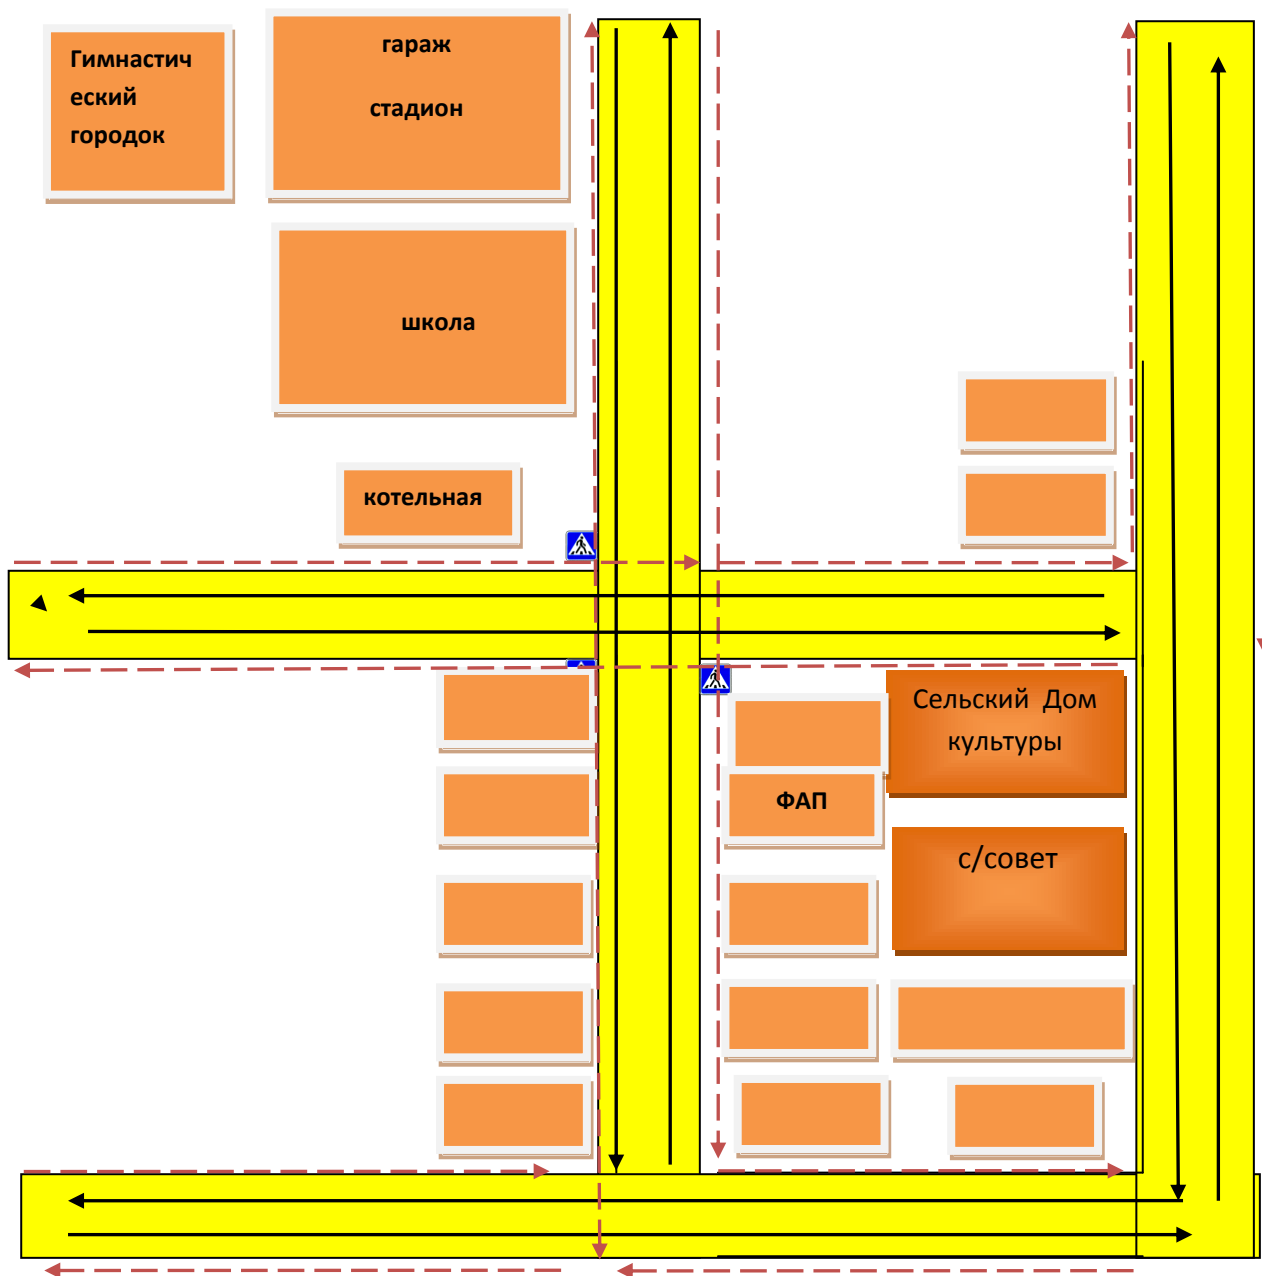 Гимнастич
еский
городок
гараж
стадион
школа
котельная
Сельский Дом
культуры
ФАП
с/совет